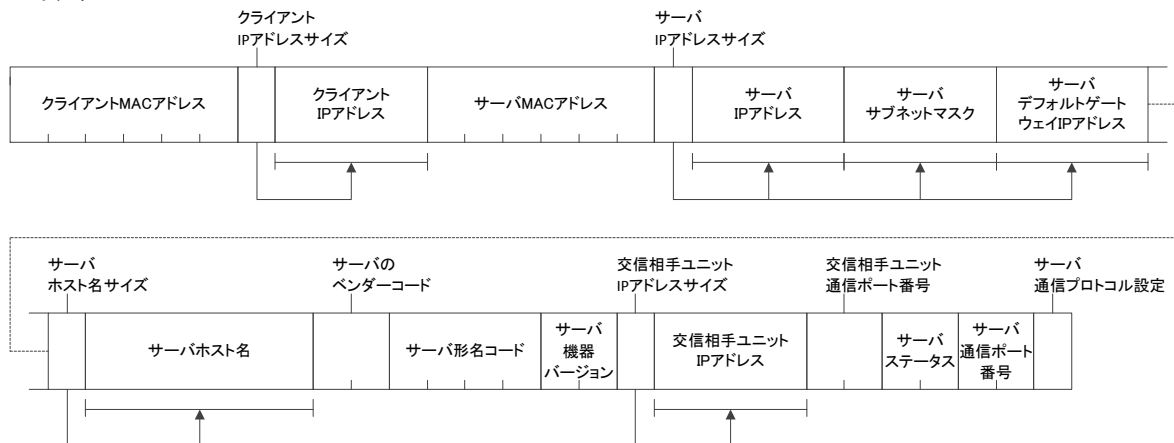 クライアント
IPアドレスサイズ
サーバ
IPアドレスサイズ
クライアントMACアドレス
クライアント
IPアドレス
サーバMACアドレス
サーバ
IPアドレス
サーバ
サブネットマスク
サーバ
デフォルトゲート
ウェイIPアドレス
サーバ
ホスト名サイズ
サーバの
ベンダーコード
交信相手ユニット
IPアドレスサイズ
交信相手ユニット
通信ポート番号
サーバ
通信プロトコル設定
サーバホスト名
サーバ形名コード
サーバ
機器
バージョン
交信相手ユニット
IPアドレス
サーバ
ステータス
サーバ
通信ポート
番号